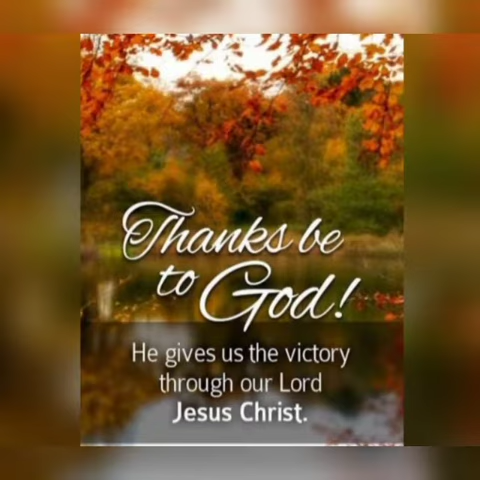 Thanks be
to God!
He gives us the victory
through our Lord
Jesus Christ.